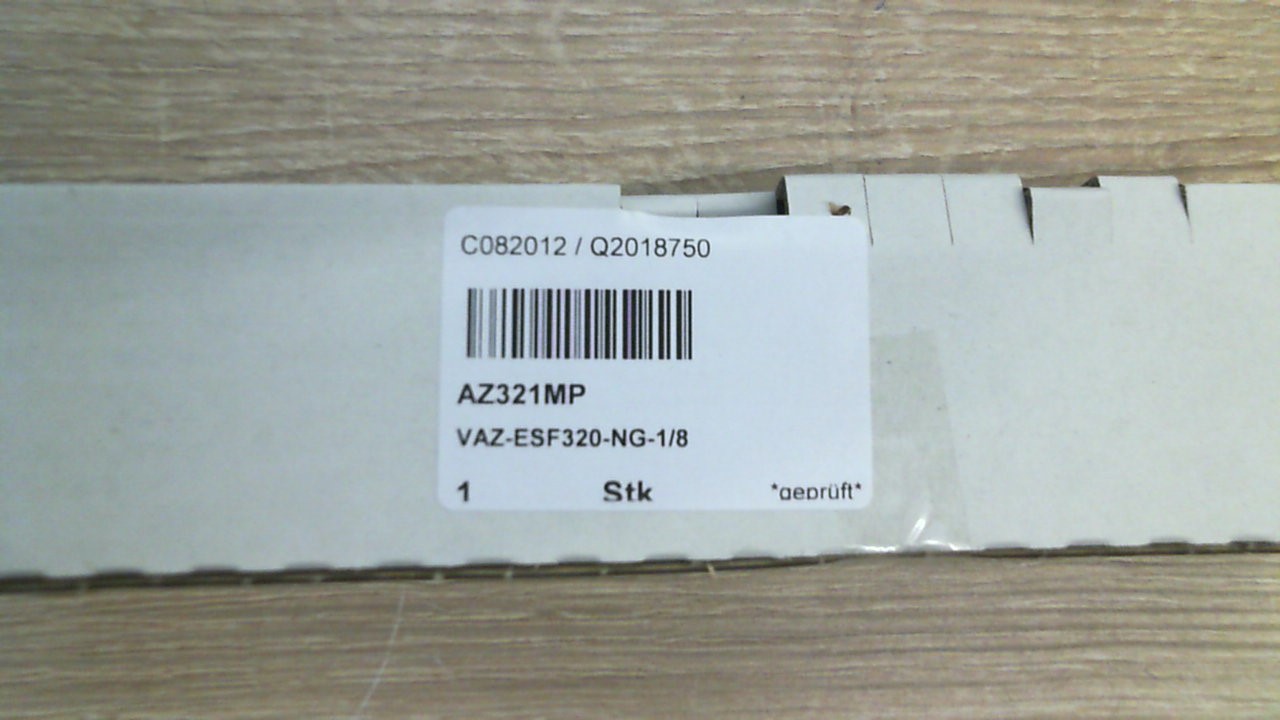 C082012 / Q2018750
AZ321MP
VAZ-ESF320-NG-1/8
1 Stk *geprüft*